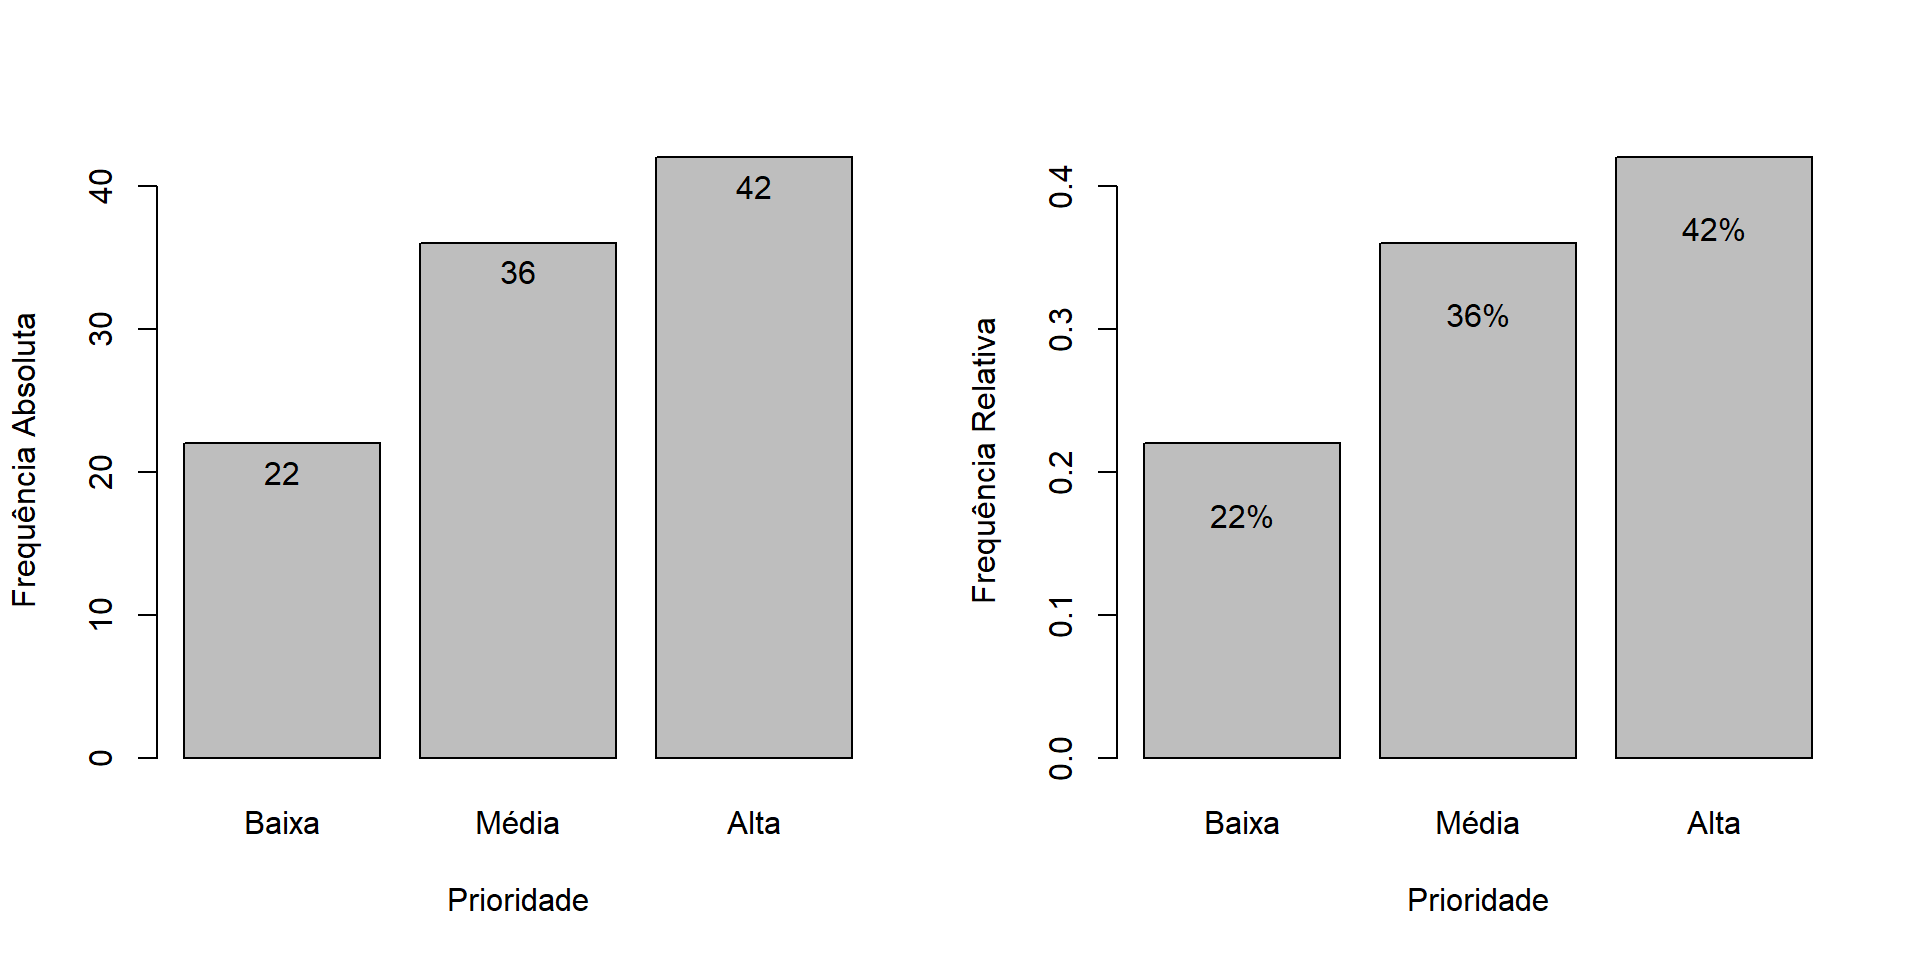 Frequência Absoluta
40
30
20
10
0
42
36
22
Baixa Média Alta
Prioridade
Frequência Relativa
0.4
0.3
0.2
0.1
0.0
42%
36%
22%
Baixa Média Alta
Prioridade